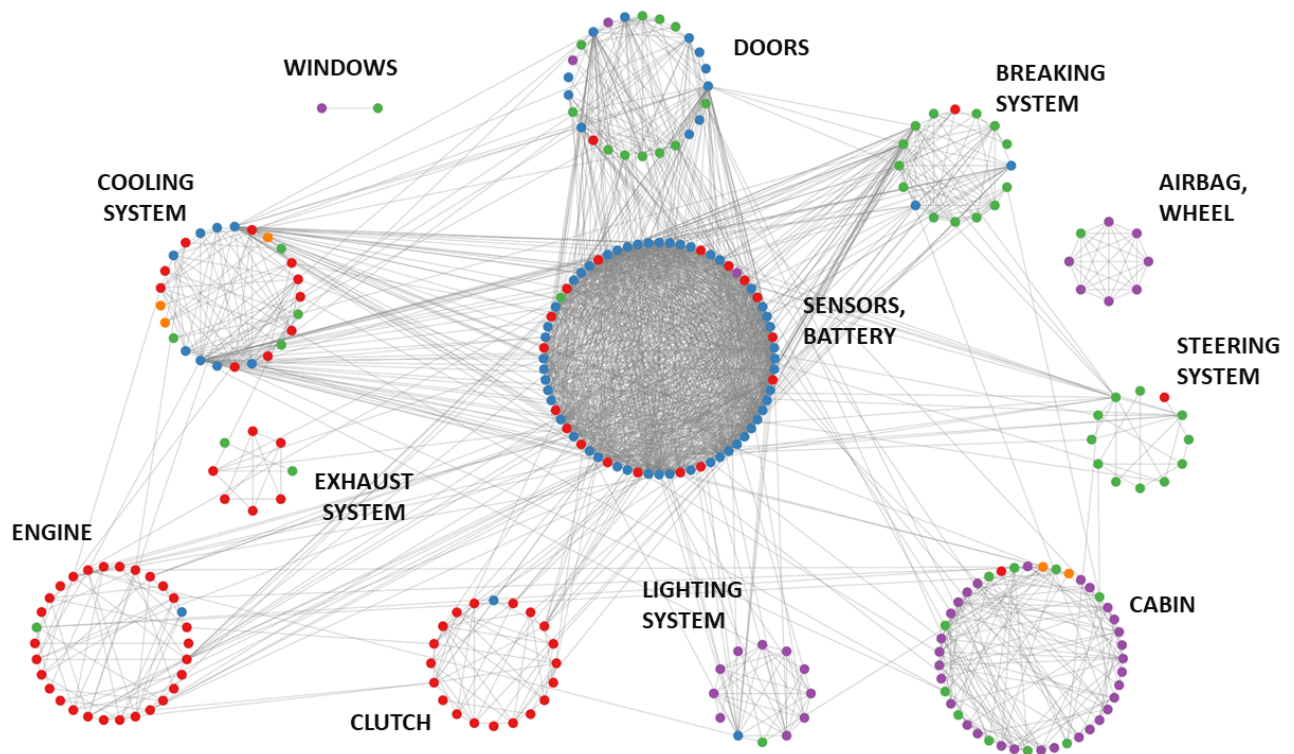 DOORS
WINDOWS
BREAKING
SYSTEM
COOLING
SYSTEM
AIRBAG,
WHEEL
SENSORS,
BATTERY
STEERING
SYSTEM
EXHAUST
SYSTEM
ENGINE
LIGHTING
SYSTEM
CABIN
CLUTCH